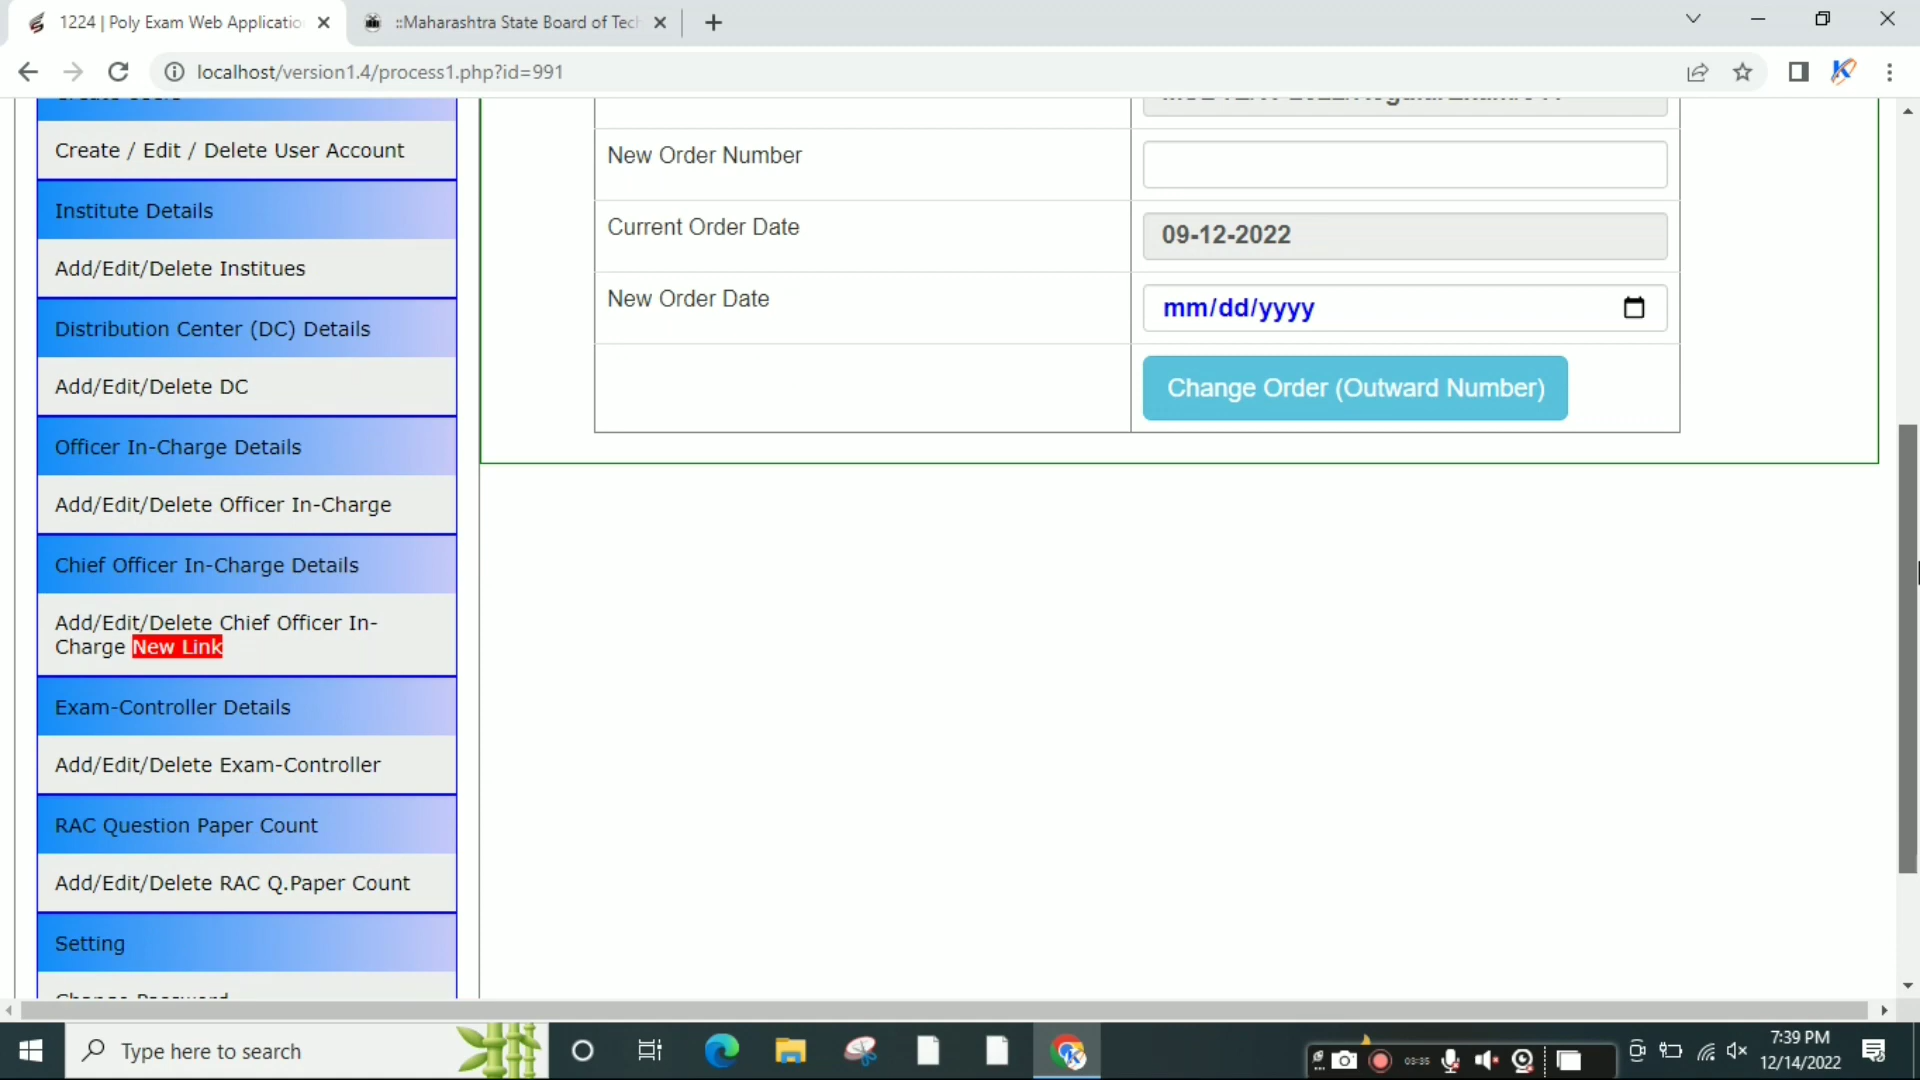 1224 | Poly Exam Web Applicatio
::Maharashtra State Board of Tech
localhost/version1.4/process1.php?id=991
Create / Edit / Delete User Account
Institute Details
Add/Edit/Delete Institues
Distribution Center (DC) Details
Add/Edit/Delete DC
Officer In-Charge Details
Add/Edit/Delete Officer In-Charge
Chief Officer In-Charge Details
Add/Edit/Delete Chief Officer In-
Charge New Link
Exam-Controller Details
Add/Edit/Delete Exam-Controller
RAC Question Paper Count
Add/Edit/Delete RAC Q.Paper Count
Setting
Change Password
New Order Number
Current Order Date
09-12-2022
New Order Date
mm/dd/yyyy
Change Order (Outward Number)
Type here to search
03:35
7:39 PM
12/14/2022